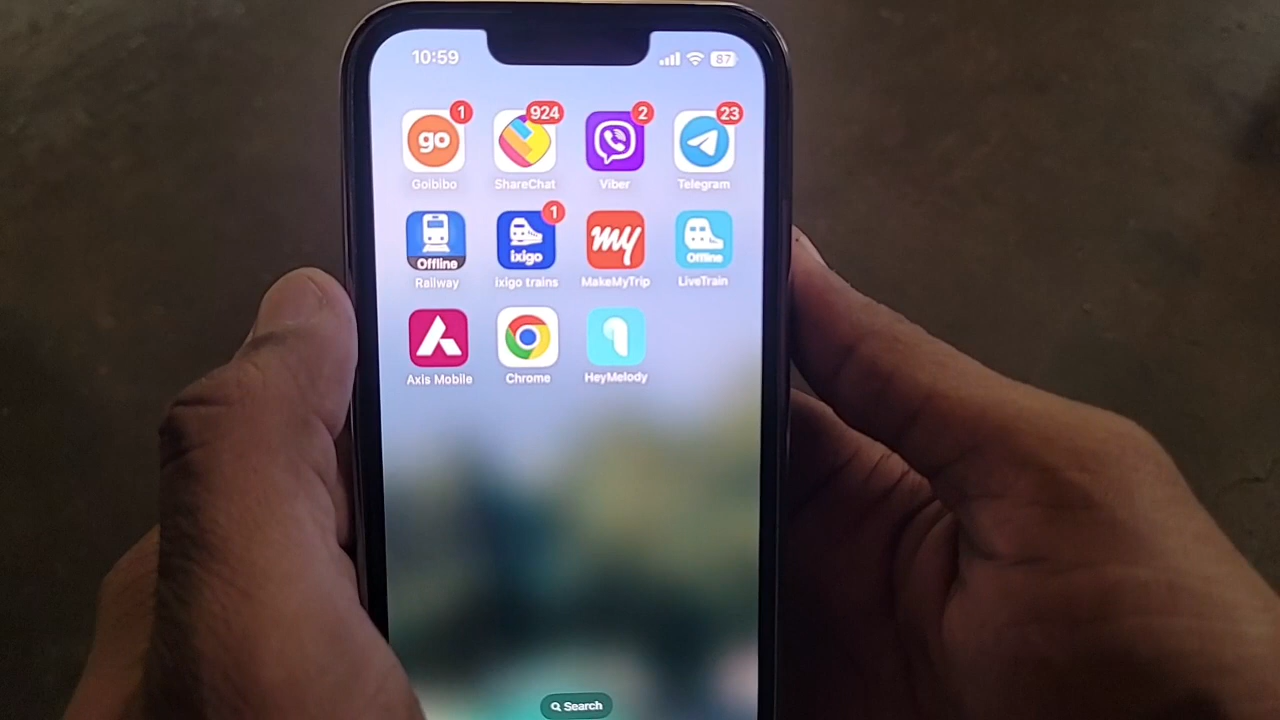 10:59 87
1 924 2 23
go
Goibibo ShareChat Viber Telegram
1
Offline ixigo my Offline
Railway ixigo trains MakeMyTrip LiveTrain
Axis Mobile Chrome HeyMelody
Search